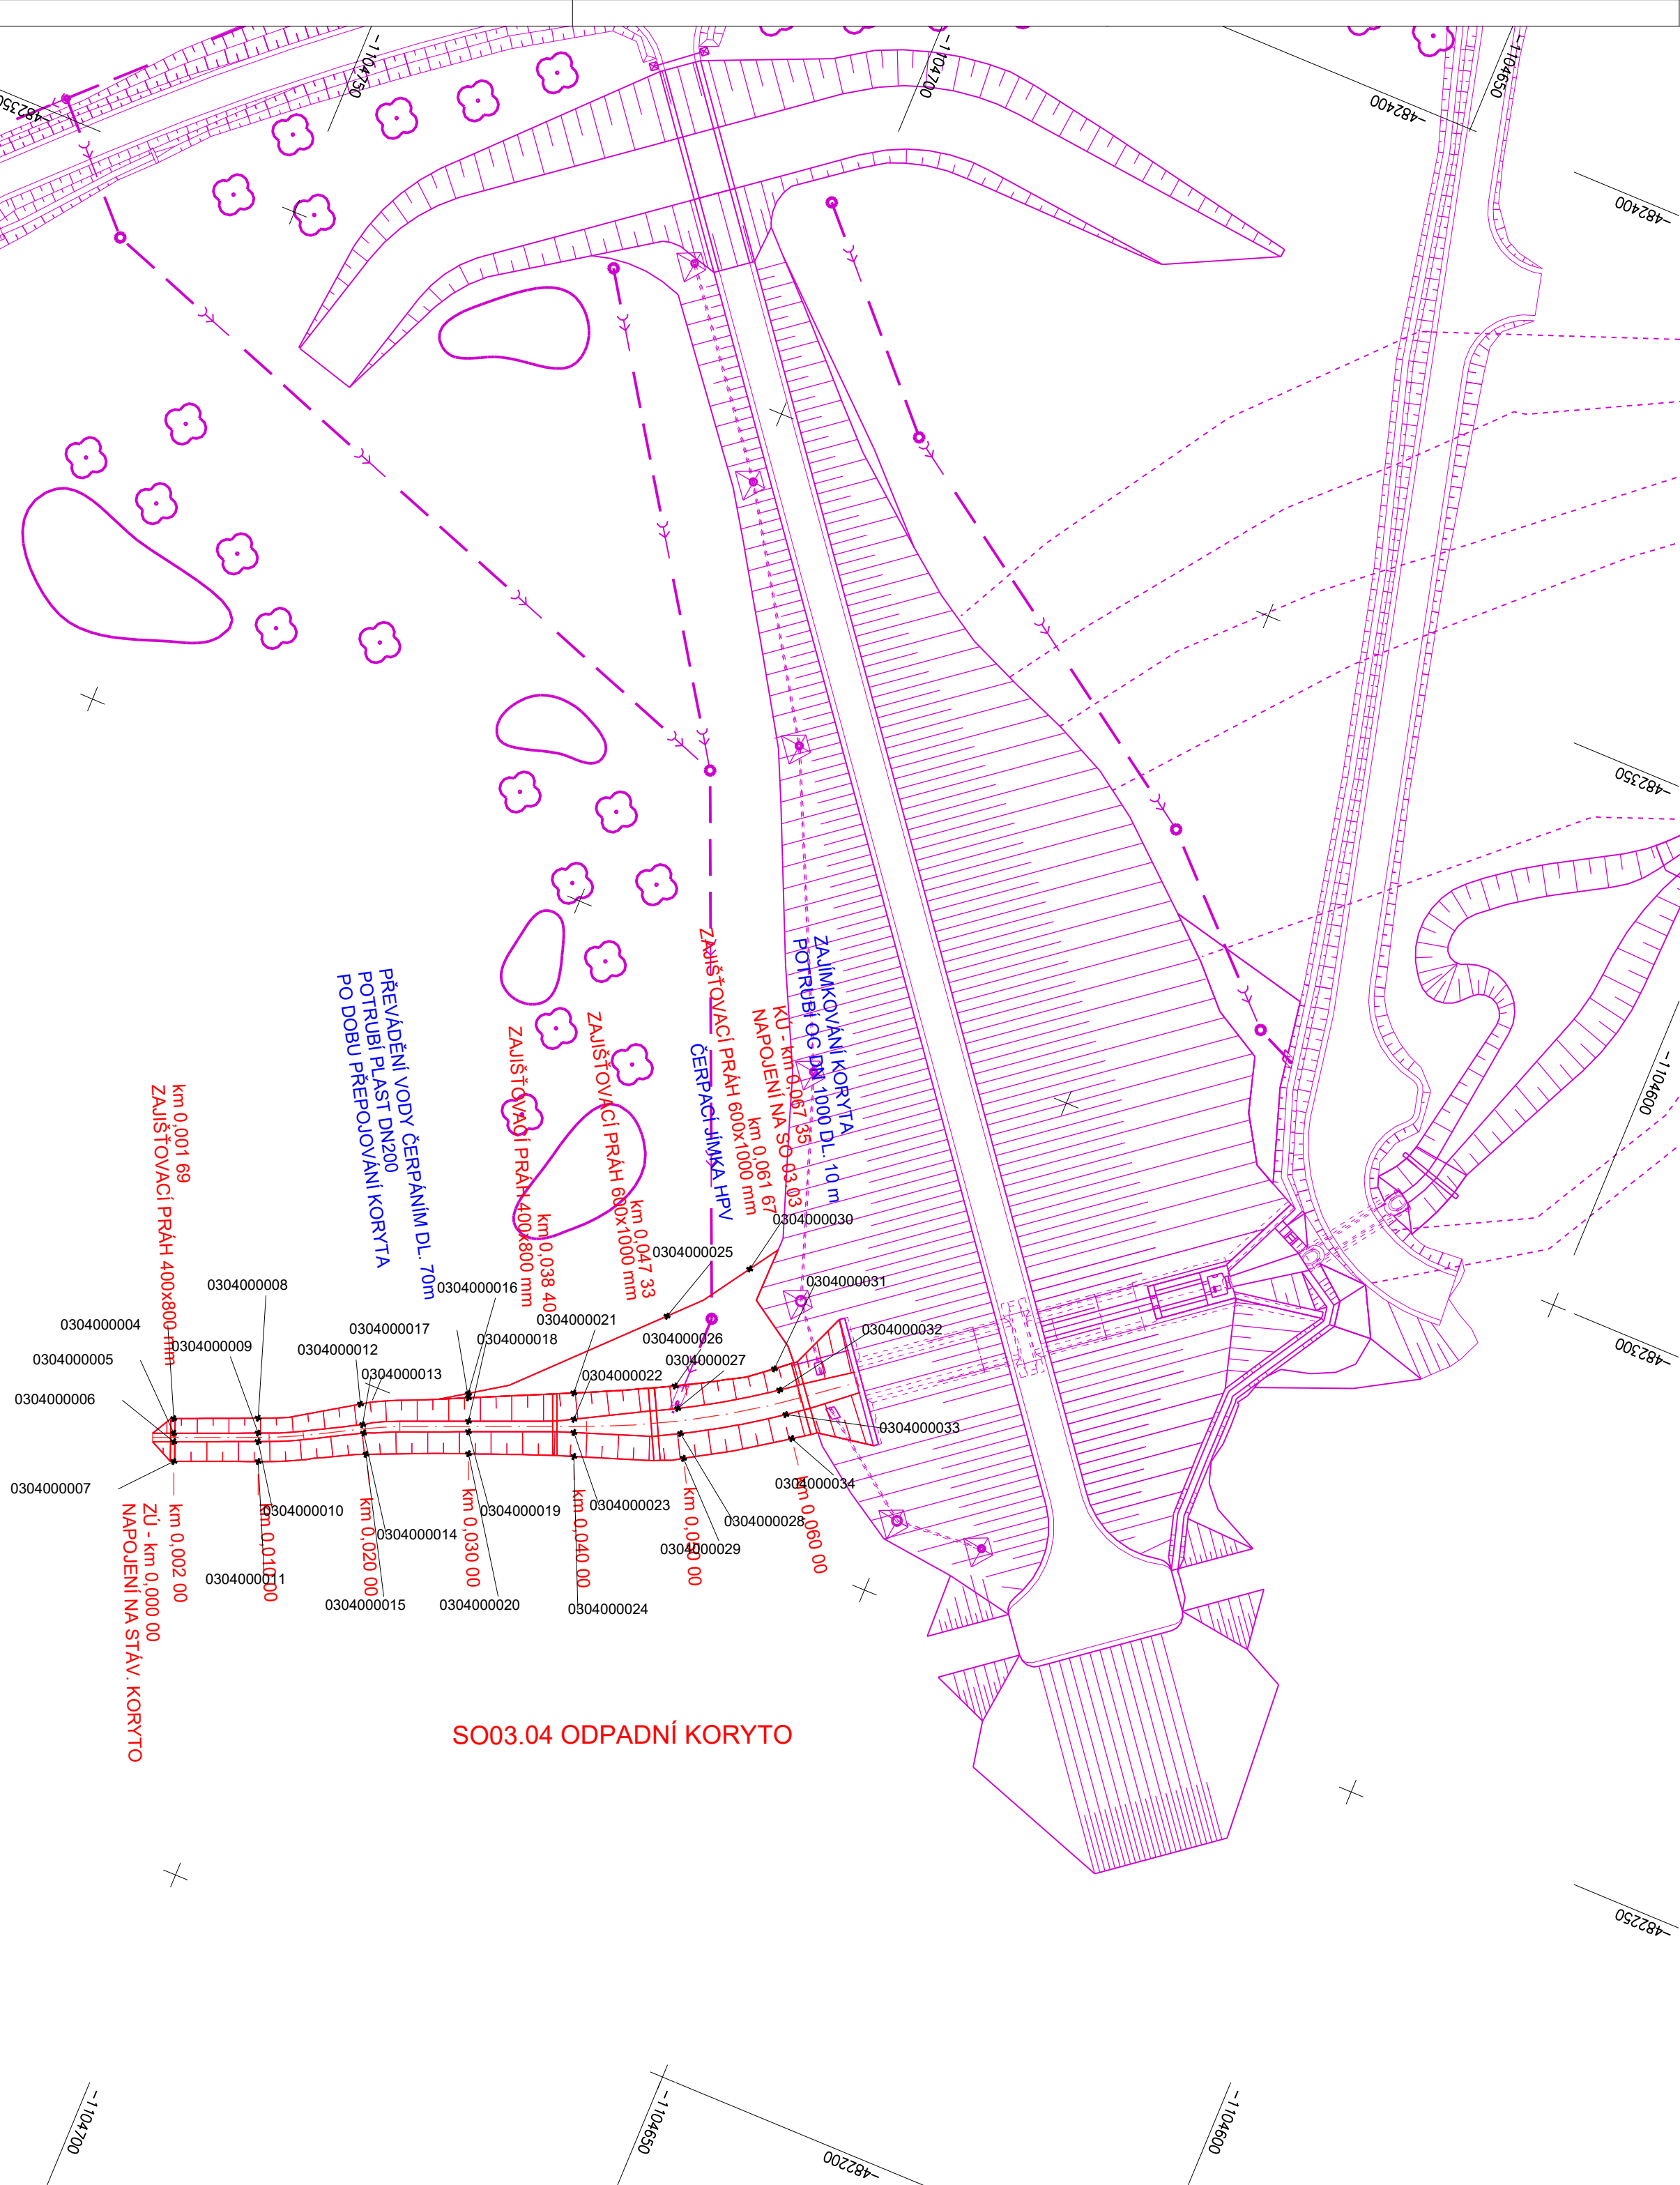 -1104750
-1104700
-1104650
-482350
-482400
-482400
-482350
-1104600
-482300
-482250
ZAJÍMKOVÁNÍ KORYTA
POTRUBÍ OC DN 1000 DL. 10 m
ZAJIŠŤOVACÍ PRÁH 600x1000 mm
km 0,061 67
KÚ - km 0,067 35
NAPOJENÍ NA SO 03.03
ČERPACÍ JÍMKA HPV
PŘEVÁDĚNÍ VODY ČERPÁNÍM DL. 70m
POTRUBÍ PLAST DN200
PO DOBU PŘEPOJOVÁNÍ KORYTA
ZAJIŠŤOVACÍ PRÁH 600x1000 mm
km 0,047 33
ZAJIŠŤOVACÍ PRÁH 400x800 mm
km 0,038 40
km 0,001 69
ZAJIŠŤOVACÍ PRÁH 400x800 mm
0304000030
0304000025
0304000031
0304000008
0304000016
0304000021
0304000004
0304000017
0304000018
0304000026
0304000032
0304000009
0304000012
0304000005
0304000027
0304000013
0304000022
0304000006
0304000033
0304000034
0304000007
0304000010
0304000019
0304000023
0304000028
0304000014
0304000029
0304000011
0304000015
0304000020
0304000024
km 0,002 00
ZÚ - km 0,000 00
NAPOJENÍ NA STÁV. KORYTO
km 0,010 00
km 0,020 00
km 0,030 00
km 0,040 00
km 0,050 00
km 0,060 00
SO03.04 ODPADNÍ KORYTO
-1104700
-1104650
-482200
-1104600